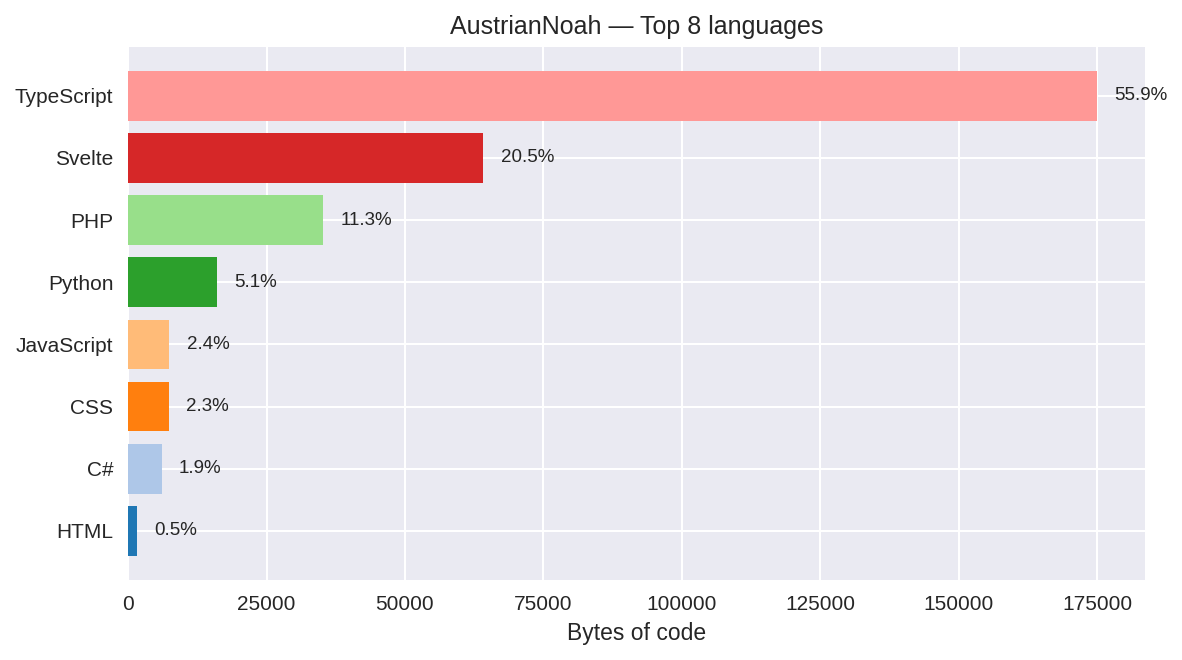 AustrianNoah — Top 8 languages
TypeScript 55.9%
Svelte 20.5%
PHP 11.3%
Python 5.1%
JavaScript 2.4%
CSS 2.3%
C# 1.9%
HTML 0.5%
0 25000 50000 75000 100000 125000 150000 175000
Bytes of code